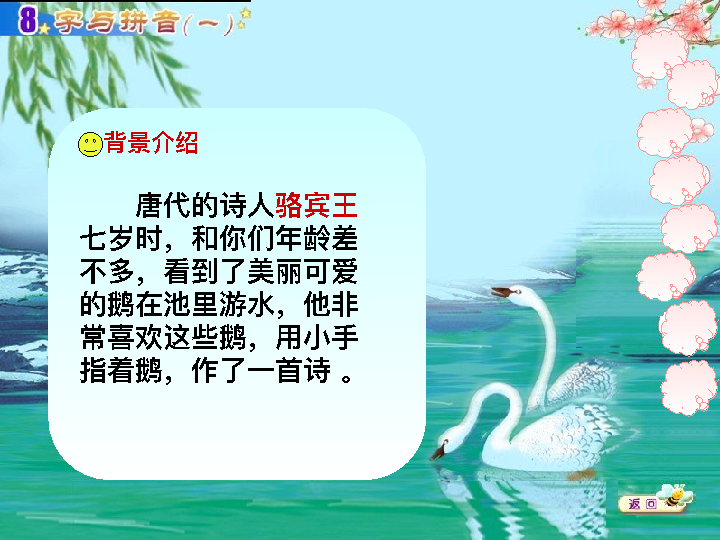 8 字与拼音(一)
背景介绍
唐代的诗人骆宾王
七岁时，和你们年龄差
不多，看到了美丽可爱
的鹅在池里游水，他非
常喜欢这些鹅，用小手
指着鹅，作了一首诗 。
返回